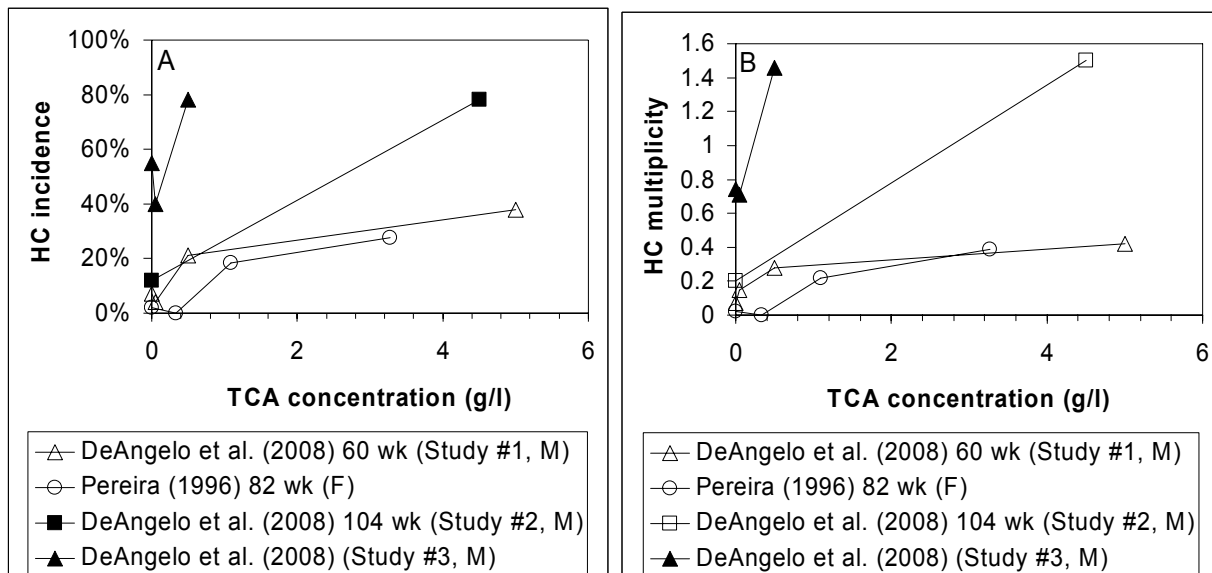 A
HC incidence
100%
80%
60%
40%
20%
0%
0 2 4 6
TCA concentration (g/l)
DeAngelo et al. (2008) 60 wk (Study #1, M)
Pereira (1996) 82 wk (F)
DeAngelo et al. (2008) 104 wk (Study #2, M)
DeAngelo et al. (2008) (Study #3, M)
B
HC multiplicity
1.6
1.4
1.2
1
0.8
0.6
0.4
0.2
0
0 2 4 6
TCA concentration (g/l)
DeAngelo et al. (2008) 60 wk (Study #1, M)
Pereira (1996) 82 wk (F)
DeAngelo et al. (2008) 104 wk (Study #2, M)
DeAngelo et al. (2008) (Study #3, M)